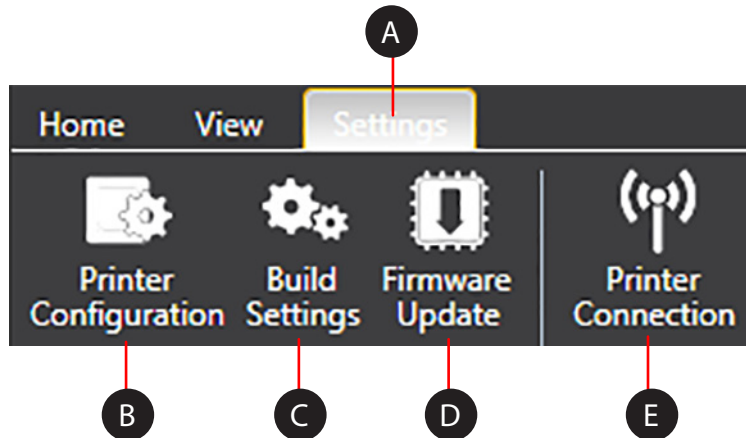 A
Home View Settings
Printer Configuration
Build Settings
Firmware Update
Printer Connection
B C D E